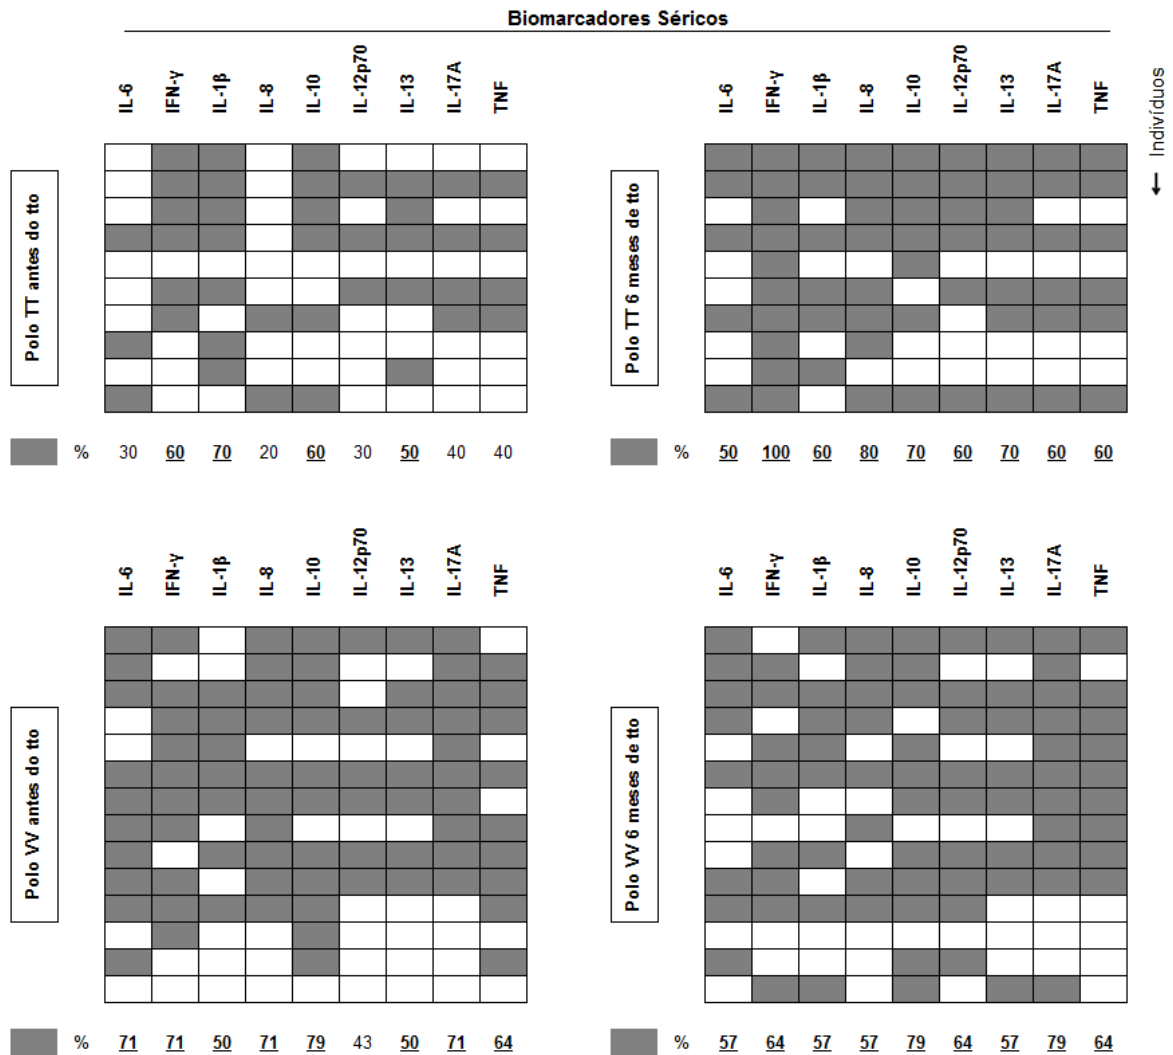 Biomarcadores Séricos
IL-6 IFN-γ IL-1β IL-8 IL-10 IL-12p70 IL-13 IL-17A TNF
IL-6 IFN-γ IL-1β IL-8 IL-10 IL-12p70 IL-13 IL-17A TNF
← Indivíduos
Polo TT antes do tto
Polo TT 6 meses de tto
% 30 60 70 20 60 30 50 40 40
% 50 100 60 80 70 60 70 60 60
IL-6 IFN-γ IL-1β IL-8 IL-10 IL-12p70 IL-13 IL-17A TNF
IL-6 IFN-γ IL-1β IL-8 IL-10 IL-12p70 IL-13 IL-17A TNF
Polo VV antes do tto
Polo VV 6 meses de tto
% 71 71 50 71 79 43 50 71 64
% 57 64 57 57 79 64 57 79 64